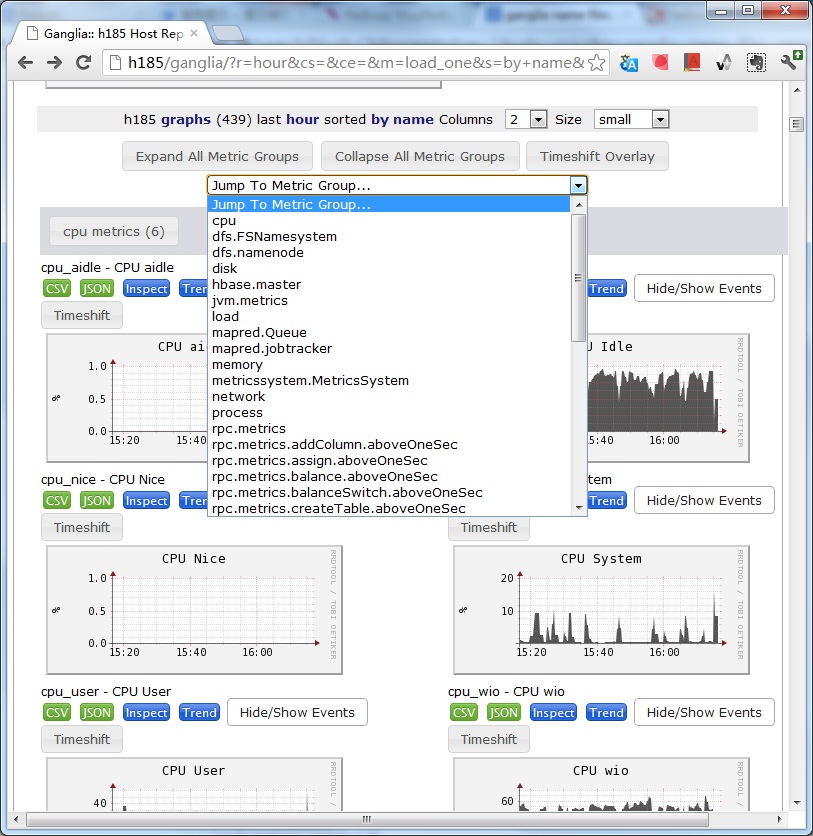 Ganglia:: h185 Host Rep
h185/ganglia/?r=hour&cs=&ce=&m=load_one&s=by+name&
h185 graphs (439) last hour sorted by name Columns 2 Size small
Expand All Metric Groups Collapse All Metric Groups Timeshift Overlay
Jump To Metric Group...
Jump To Metric Group...
cpu
dfs.FSNamesystem
dfs.namenode
disk
hbase.master
jvm.metrics
load
mapred.Queue
mapred.jobtracker
memory
metricssystem.MetricsSystem
network
process
rpc.metrics
rpc.metrics.addColumn.aboveOneSec
rpc.metrics.assign.aboveOneSec
rpc.metrics.balance.aboveOneSec
rpc.metrics.balanceSwitch.aboveOneSec
rpc.metrics.createTable.aboveOneSec
cpu metrics (6)
cpu_aidle - CPU aidle
CSV JSON Inspect Tren
Trend Hide/Show Events
Timeshift
CPU aid
1.0
0.5
0.0
%
15:20 15:40
U Idle
:40 16:00
RRDTOOL / TOBI OETIKER
cpu_nice - CPU Nice
tem
CSV JSON Inspect Tren
Trend Hide/Show Events
Timeshift
Timeshift
CPU Nice
1.0
0.5
0.0
%
15:20 15:40 16:00
RRDTOOL / TOBI OETIKER
CPU System
20
10
%
15:20 15:40 16:00
RRDTOOL / TOBI OETIKER
cpu_user - CPU User
CSV JSON Inspect Trend Hide/Show Events
Timeshift
CPU User
40
cpu_wio - CPU wio
CSV JSON Inspect Trend Hide/Show Events
Timeshift
CPU wio
60